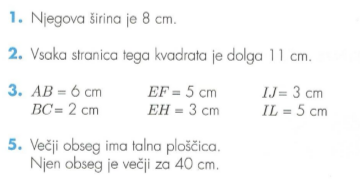 1. Njegova širina je 8 cm.
2. Vsaka stranica tega kvadrata je dolga 11 cm.
3. AB = 6 cm EF = 5 cm IJ = 3 cm
BC = 2 cm EH = 3 cm IL = 5 cm
5. Večji obseg ima talna ploščica.
Njen obseg je večji za 40 cm.